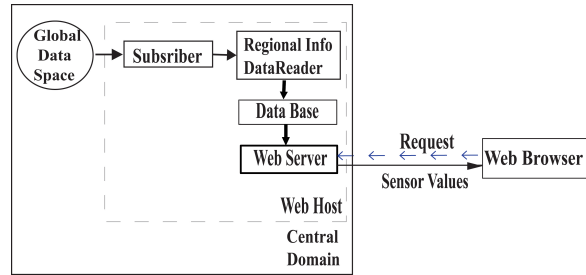 Global
Data
Space
Subsriber
Regional Info
DataReader
Data Base
Web Server
Request
Sensor Values
Web Browser
Web Host
Central
Domain